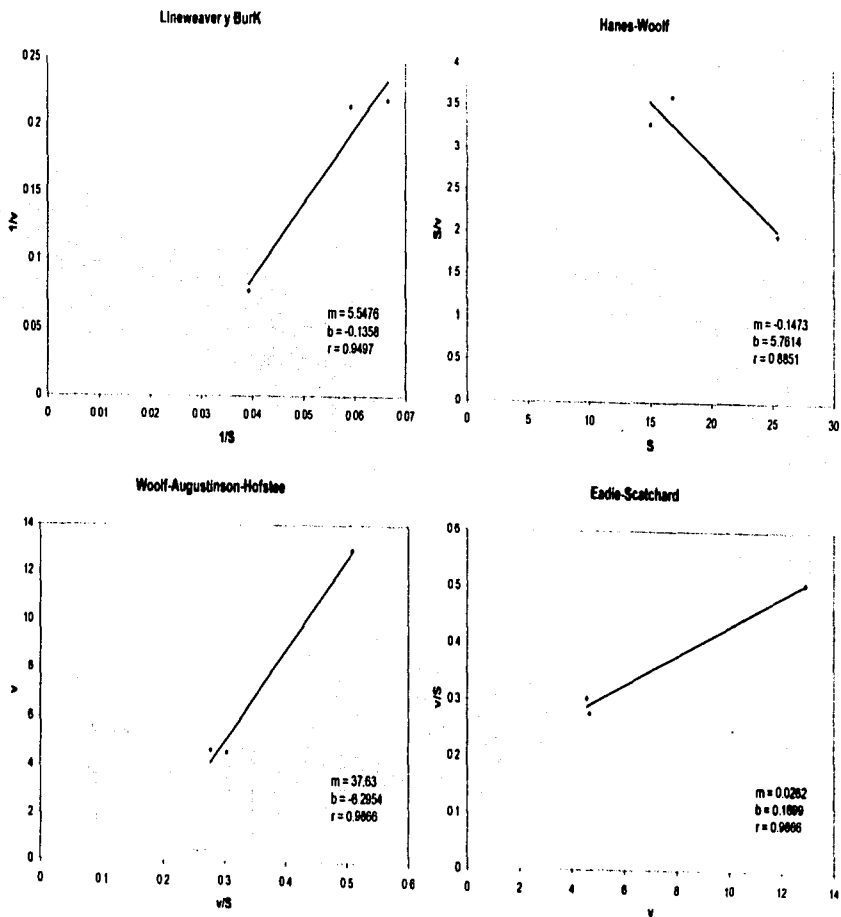 Lineweaver y BurK
0 25
0.2
0 15
0.1
0 05
0
1/v
0
0 01
0 02
0 03
0 04
0 05
0 06
0 07
1/S
m = 5.5476
b = -0.1358
r = 0.9497
Hanes-Woolf
4
3.5
3
2 5
2
1 5
1
0 5
0
S/v
0
5
10
15
20
25
30
S
m = -0.1473
b = 5.7614
r = 0.8851
Woolf-Augustinson-Hofstee
14
12
10
8
6
4
2
0
v
0
0 1
0 2
0 3
0 4
0 5
0 6
v/S
m = 37.63
b = -6.2954
r = 0.9866
Eadie-Scatchard
0 6
0 5
0 4
0 3
0 2
0 1
0
v/S
0
2
4
6
8
10
12
14
v
m = 0.0262
b = 0.1699
r = 0.9866